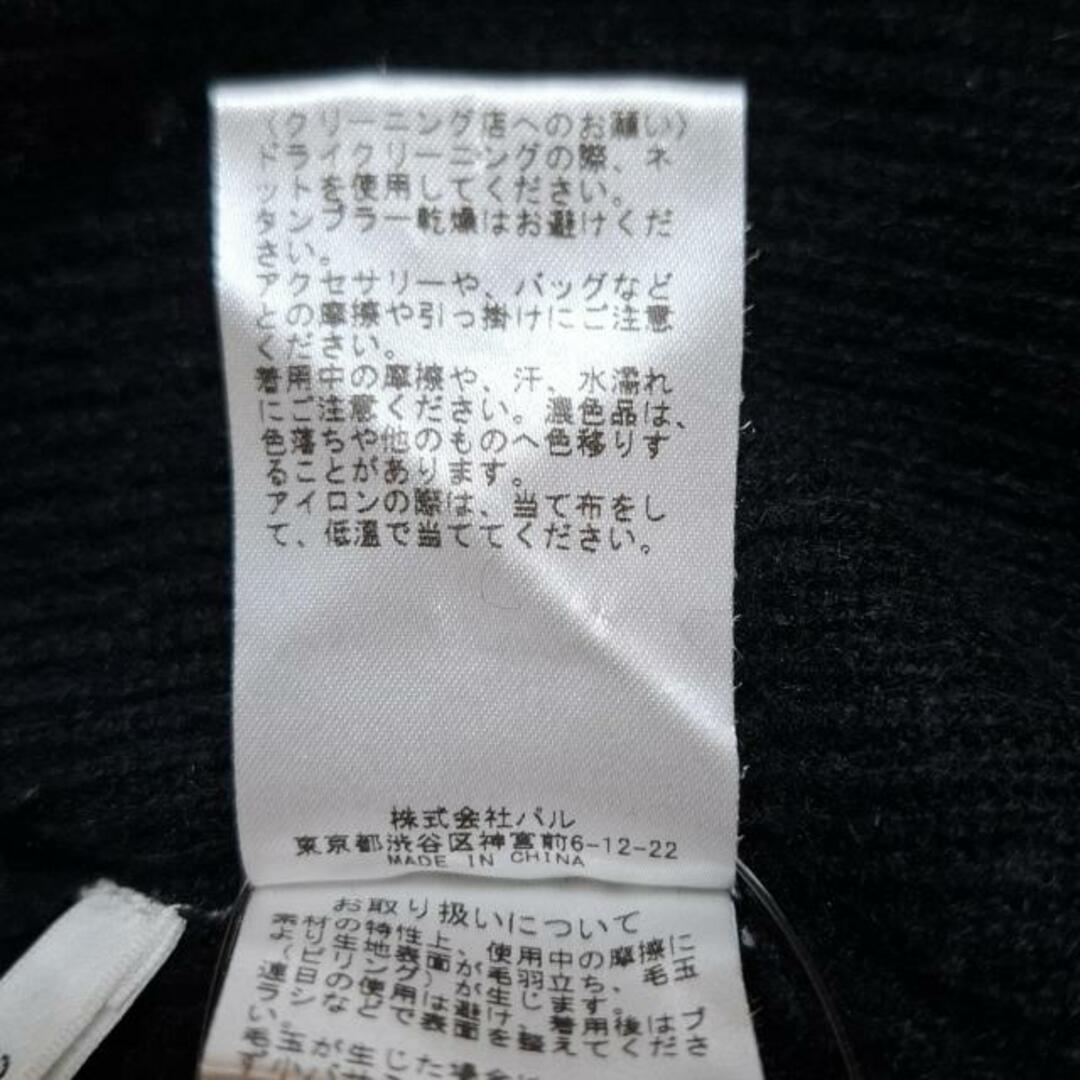 (クリーニング店へのお願い)
ドライクリーニングの際、ネ
ットを使用してください。
タンブラー乾燥はお避けくだ
さい。
アクセサリーや、バッグなど
との摩擦や引っ掛けにご注意
ください。
着用中の摩擦や、汗、水濡れ
にご注意ください。濃色品は、
色落ちや他のものへ色移りす
ることがあります。
アイロンの際は、当て布をし
て、低温で当ててください。
株式会社パル
東京都渋谷区神宮前6-12-22
MADE IN CHINA
お取り扱いについて
素材の特性上、使用中の摩擦に
より生地表面が毛羽立ち、毛玉
(ピリング)が生じます。
連日の使用は避け、着用後はブ
ラシなどで表面を整えてくださ
い。
毛玉が生じた場合